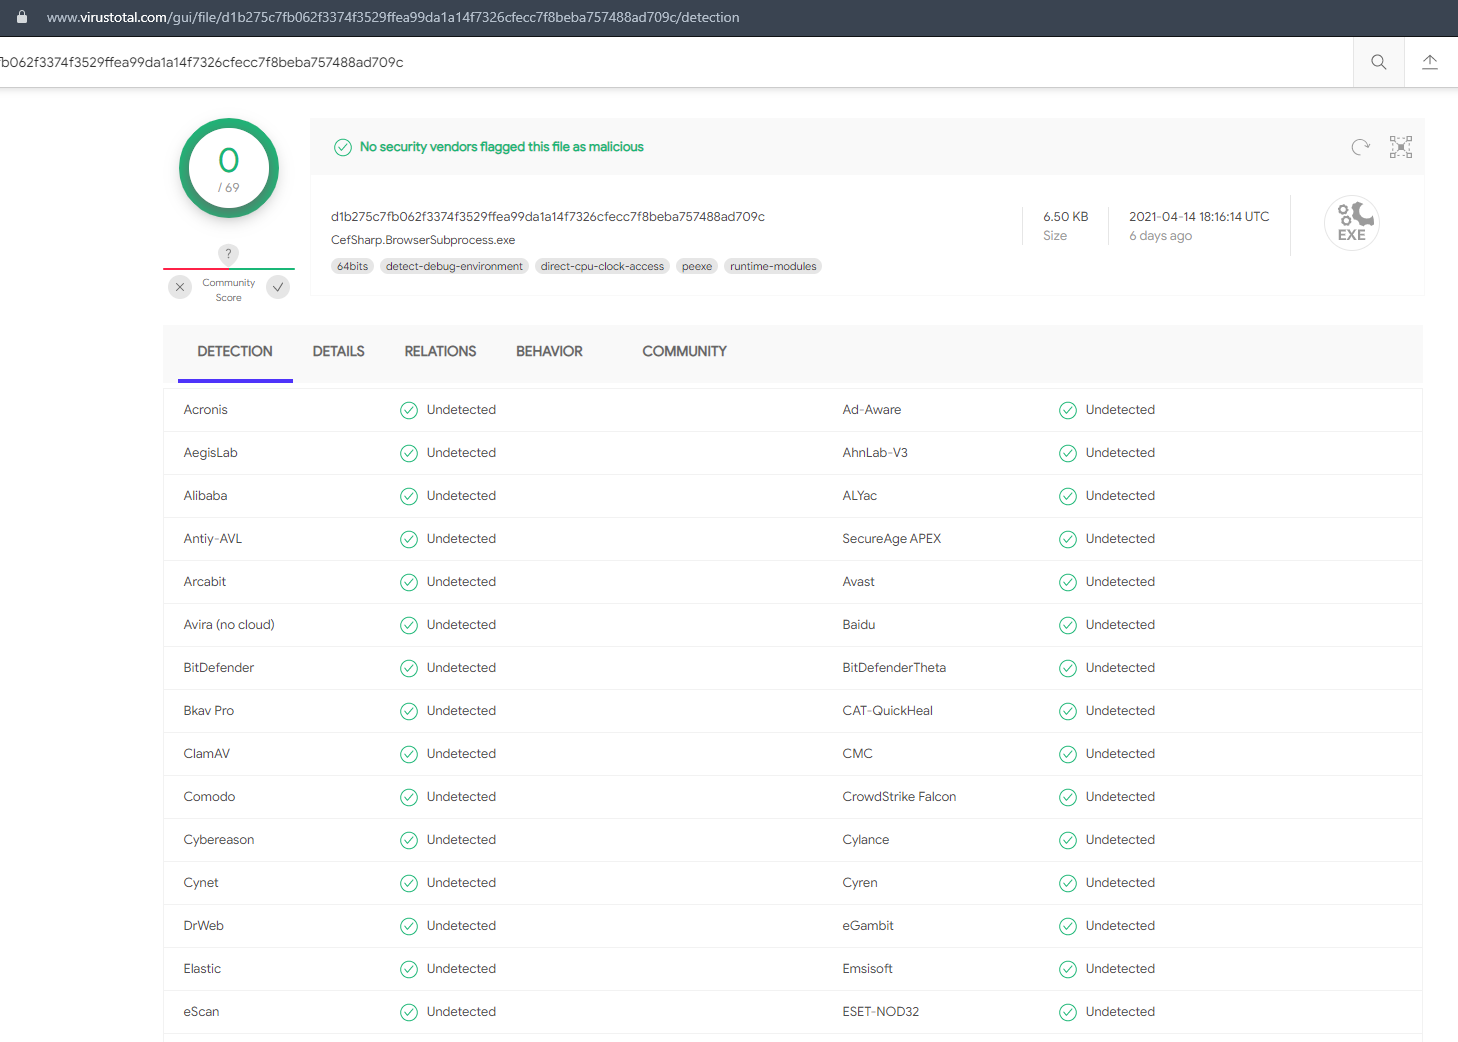 www.virustotal.com/gui/file/d1b275c7fb062f3374f3529ffea99da1a14f7326cfecc7f8beba757488ad709c/detection
fb062f3374f3529ffea99da1a14f7326cfecc7f8beba757488ad709c
0
/ 69
No security vendors flagged this file as malicious
d1b275c7fb062f3374f3529ffea99da1a14f7326cfecc7f8beba757488ad709c
CefSharp.BrowserSubprocess.exe
64bits detect-debug-environment direct-cpu-clock-access peexe runtime-modules
6.50 KB
Size
2021-04-14 18:16:14 UTC
6 days ago
EXE
?
Community
Score
DETECTION DETAILS RELATIONS BEHAVIOR COMMUNITY
Acronis Undetected Ad-Aware Undetected
AegisLab Undetected AhnLab-V3 Undetected
Alibaba Undetected ALYac Undetected
Antiy-AVL Undetected SecureAge APEX Undetected
Arcabit Undetected Avast Undetected
Avira (no cloud) Undetected Baidu Undetected
BitDefender Undetected BitDefenderTheta Undetected
Bkav Pro Undetected CAT-QuickHeal Undetected
ClamAV Undetected CMC Undetected
Comodo Undetected CrowdStrike Falcon Undetected
Cybereason Undetected Cylance Undetected
Cynet Undetected Cyren Undetected
DrWeb Undetected eGambit Undetected
Elastic Undetected Emsisoft Undetected
eScan Undetected ESET-NOD32 Undetected